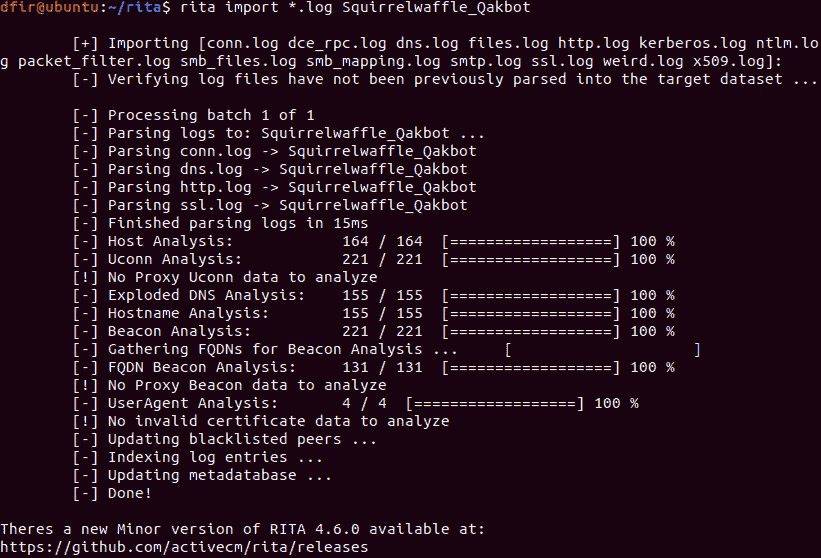 dfir@ubuntu:~/rita$ rita import *.log Squirrelwaffle_Qakbot
[+] Importing [conn.log dce_rpc.log dns.log files.log http.log kerberos.log ntlm.lo
g packet_filter.log smb_files.log smb_mapping.log smtp.log ssl.log weird.log x509.log]:
[-] Verifying log files have not been previously parsed into the target dataset ...
[-] Processing batch 1 of 1
[-] Parsing logs to: Squirrelwaffle_Qakbot ...
[-] Parsing conn.log -> Squirrelwaffle_Qakbot
[-] Parsing dns.log -> Squirrelwaffle_Qakbot
[-] Parsing http.log -> Squirrelwaffle_Qakbot
[-] Parsing ssl.log -> Squirrelwaffle_Qakbot
[-] Finished parsing logs in 15ms
[-] Host Analysis: 164 / 164 [==================] 100 %
[-] Uconn Analysis: 221 / 221 [==================] 100 %
[!] No Proxy Uconn data to analyze
[-] Exploded DNS Analysis: 155 / 155 [==================] 100 %
[-] Hostname Analysis: 155 / 155 [==================] 100 %
[-] Beacon Analysis: 221 / 221 [==================] 100 %
[-] Gathering FQDNs for Beacon Analysis ... [ ]
[-] FQDN Beacon Analysis: 131 / 131 [==================] 100 %
[!] No Proxy Beacon data to analyze
[-] UserAgent Analysis: 4 / 4 [==================] 100 %
[!] No invalid certificate data to analyze
[-] Updating blacklisted peers ...
[-] Indexing log entries ...
[-] Updating metadatabase ...
[-] Done!
Theres a new Minor version of RITA 4.6.0 available at:
https://github.com/activecm/rita/releases